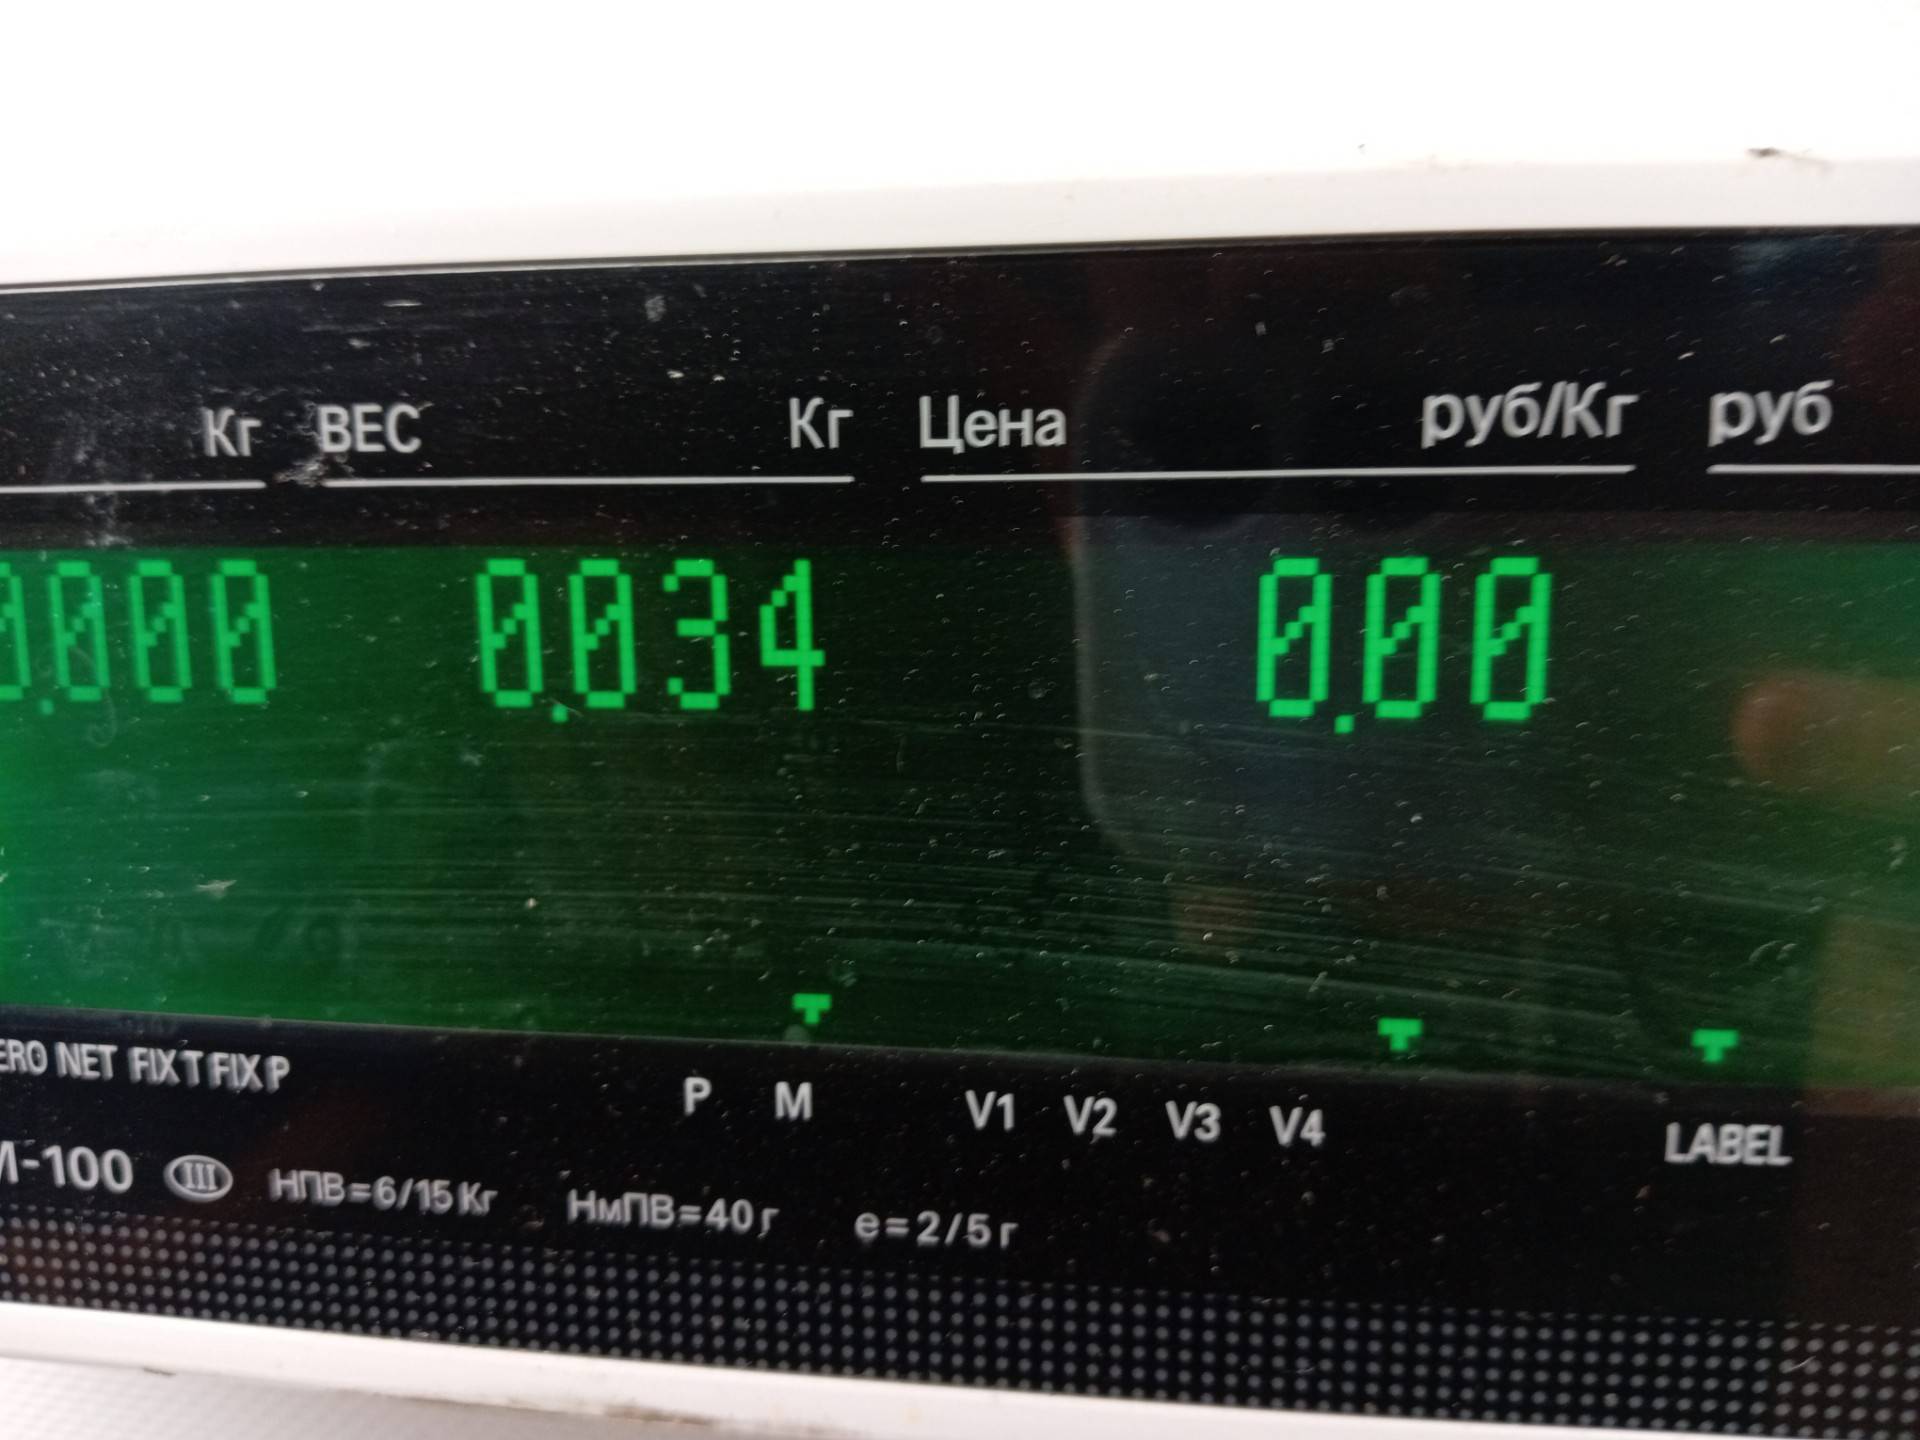 Кг ВЕС Кг Цена руб/Кг руб
0.000 0.034 0.00
NET FIX T FIX P
P M V1 V2 V3 V4 LABEL
-100 III НПВ=6/15 Кг НмПВ=40 г e=2/5 г